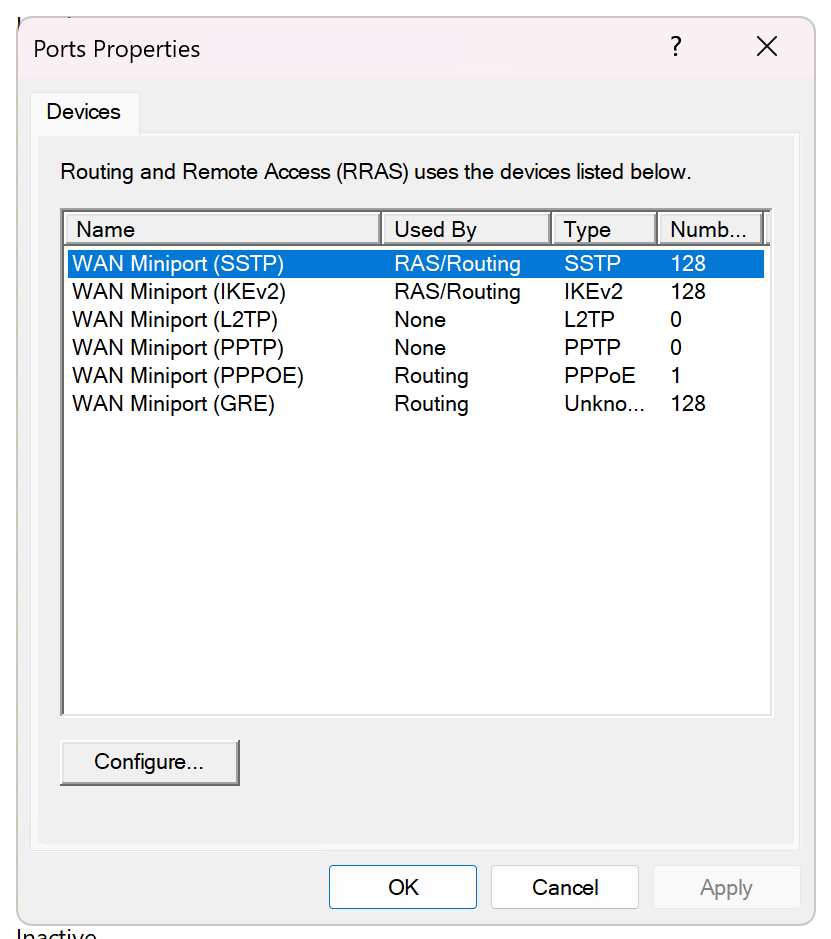 Ports Properties ?
Devices
Routing and Remote Access (RRAS) uses the devices listed below.
Name Used By Type Numb...
WAN Miniport (SSTP) RAS/Routing SSTP 128
WAN Miniport (IKEv2) RAS/Routing IKEv2 128
WAN Miniport (L2TP) None L2TP 0
WAN Miniport (PPTP) None PPTP 0
WAN Miniport (PPPOE) Routing PPPoE 1
WAN Miniport (GRE) Routing Unkno... 128
Configure...
OK Cancel Apply
Inactive